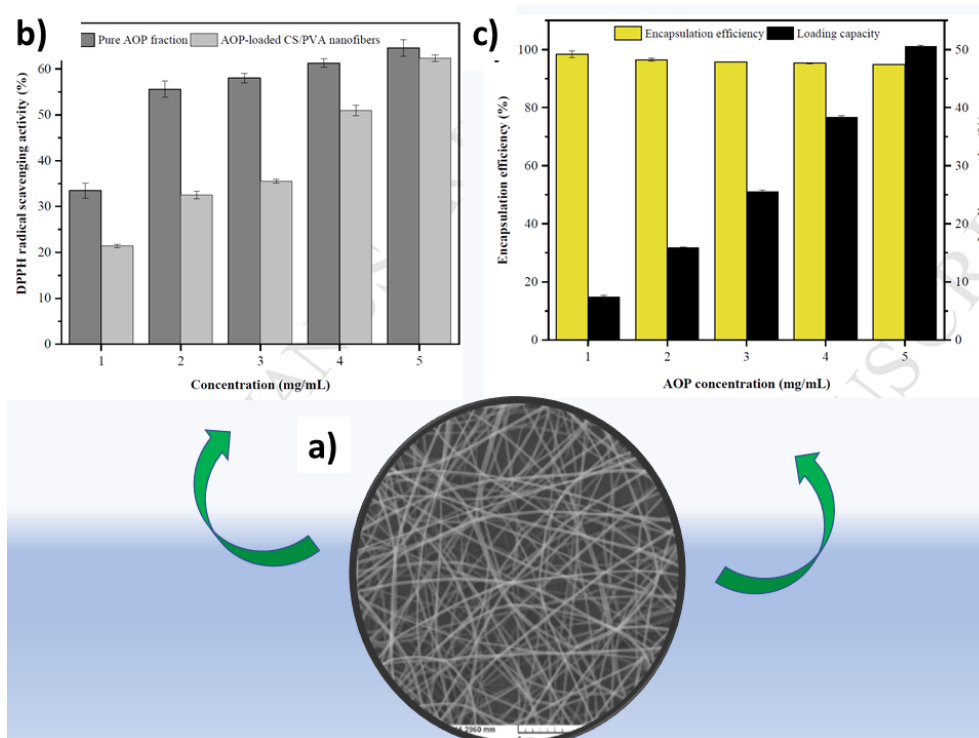 b)
Pure AOP fraction
AOP-loaded CS/PVA nanofibers
DPPH radical scavenging activity (%)
60
50
40
30
20
10
0
1 2 3 4 5
Concentration (mg/mL)
c)
Encapsulation efficiency
Loading capacity
Encapsulation efficiency (%)
100
80
60
40
20
0
50
40
30
20
10
0
1 2 3 4 5
AOP concentration (mg/mL)
a)
2960 mm